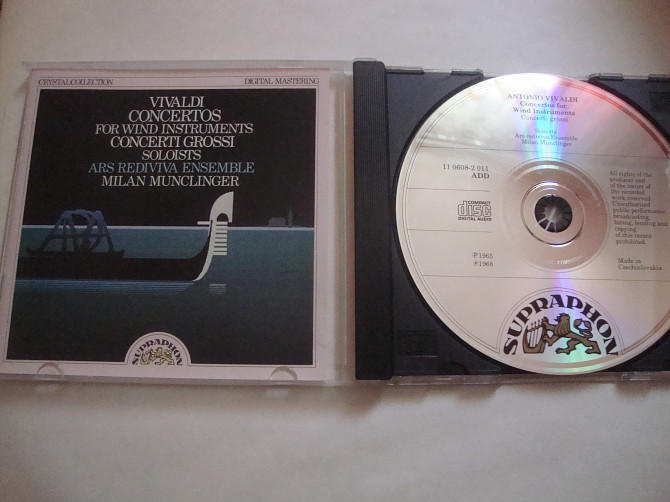 CRYSTAL COLLECTION
DIGITAL MASTERING
VIVALDI
CONCERTOS
FOR WIND INSTRUMENTS
CONCERTI GROSSI
SOLOISTS
ARS REDIVIVA ENSEMBLE
MILAN MUNCLINGER
SUPRAPHON
ANTONIO VIVALDI
Concertos for
Wind Instruments
Concerti grossi
Soloists
Ars rediviva Ensemble
Milan Munclinger
11 0608-2 011
ADD
COMPACT
disc
DIGITAL AUDIO
All rights of the
producer and
of the owner of
the recorded
work reserved.
Unauthorized
public performance,
broadcasting,
hiring, lending and
copying
of this record
prohibited.
℗1965
℗1966
Made in
Czechoslovakia
SUPRAPHON